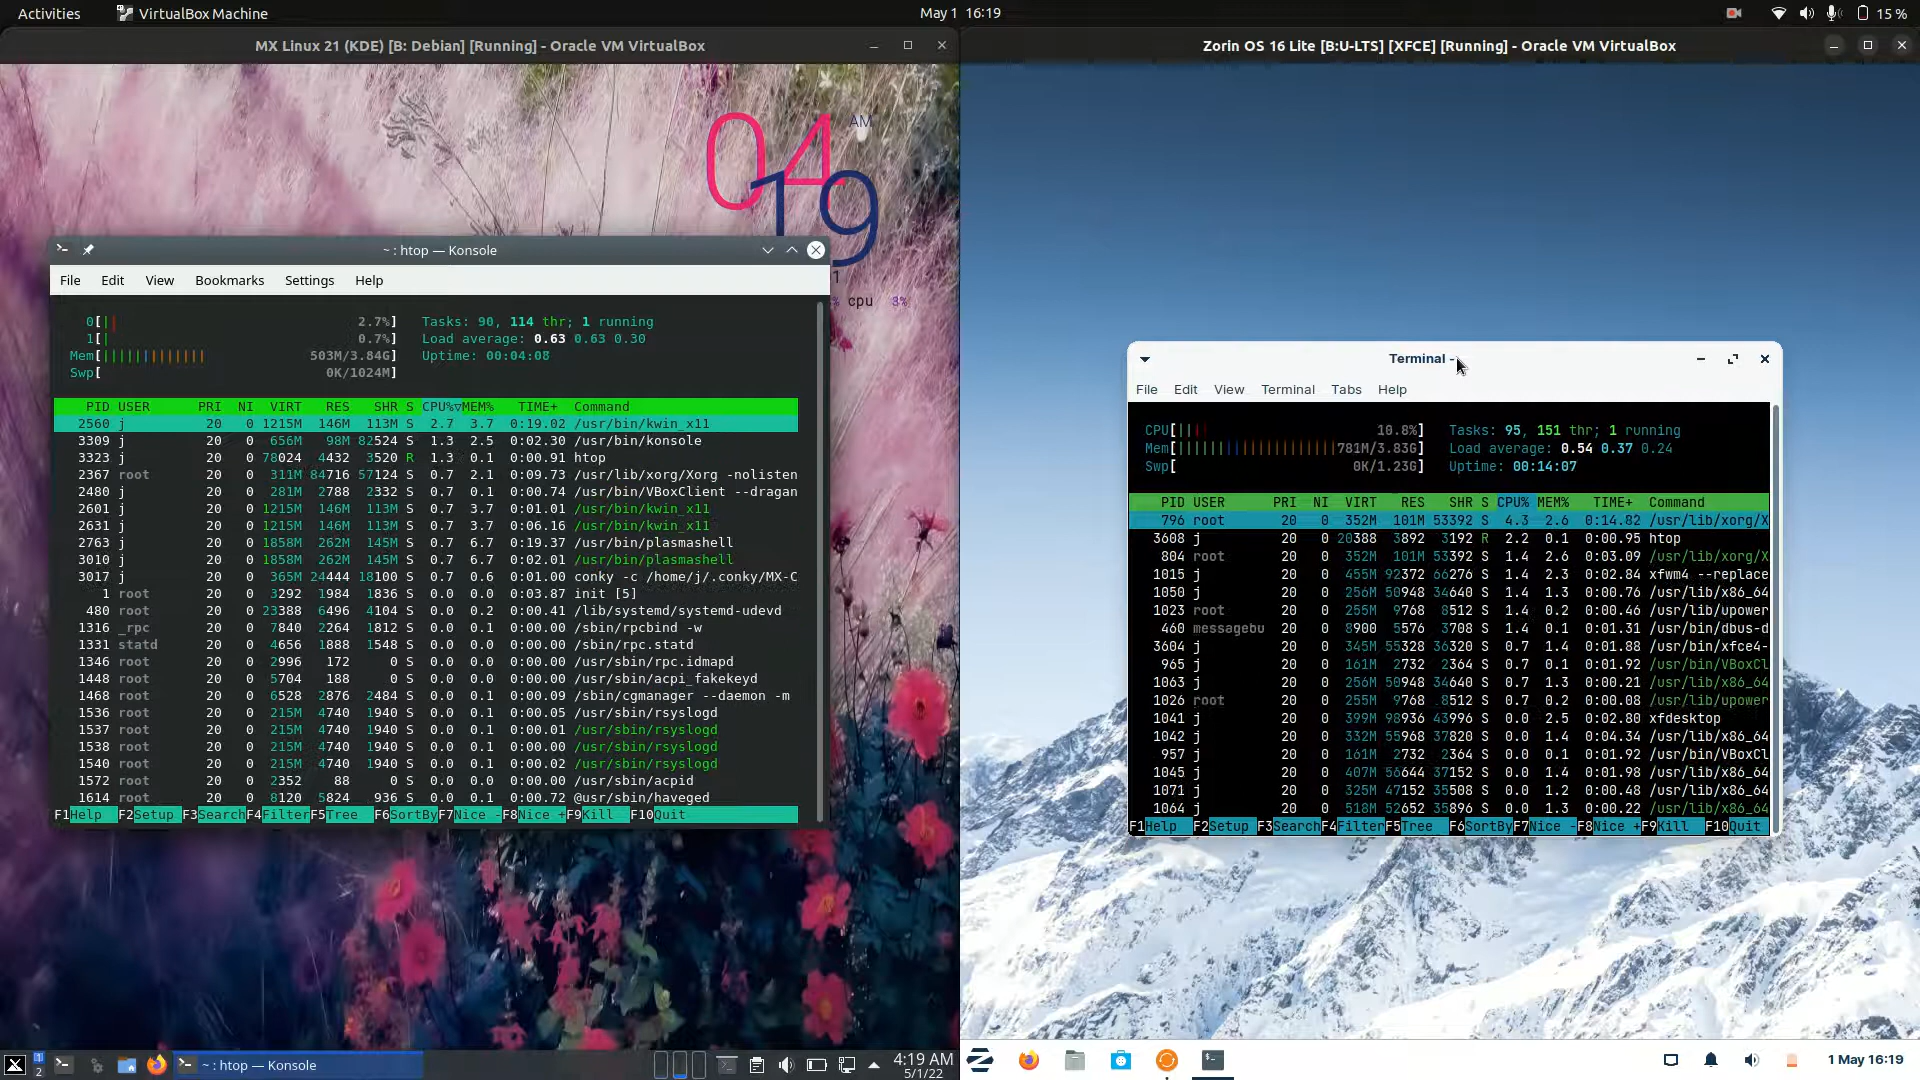 Activities VirtualBox Machine May 1 16:19 15 %
MX Linux 21 (KDE) [B: Debian] [Running] - Oracle VM VirtualBox
04 AM
19
1
cpu 3%
~ : htop — Konsole
File Edit View Bookmarks Settings Help
0[|| 2.7%] Tasks: 90, 114 thr; 1 running
1[| 0.7%] Load average: 0.63 0.63 0.30
Mem[||||||||||||| 503M/3.84G] Uptime: 00:04:08
Swp[ 0K/1024M]
PID USER PRI NI VIRT RES SHR S CPU%▽MEM% TIME+ Command
2560 j 20 0 1215M 146M 113M S 2.7 3.7 0:19.02 /usr/bin/kwin_x11
3309 j 20 0 656M 98M 82524 S 1.3 2.5 0:02.30 /usr/bin/konsole
3323 j 20 0 78024 4432 3520 R 1.3 0.1 0:00.91 htop
2367 root 20 0 311M 84716 57124 S 0.7 2.1 0:09.73 /usr/lib/xorg/Xorg -nolisten
2480 j 20 0 281M 2788 2332 S 0.7 0.1 0:00.74 /usr/bin/VBoxClient --dragan
2601 j 20 0 1215M 146M 113M S 0.7 3.7 0:01.01 /usr/bin/kwin_x11
2631 j 20 0 1215M 146M 113M S 0.7 3.7 0:06.16 /usr/bin/kwin_x11
2763 j 20 0 1858M 262M 145M S 0.7 6.7 0:19.37 /usr/bin/plasmashell
3010 j 20 0 1858M 262M 145M S 0.7 6.7 0:02.01 /usr/bin/plasmashell
3017 j 20 0 365M 24444 18100 S 0.7 0.6 0:01.00 conky -c /home/j/.conky/MX-C
1 root 20 0 3292 1984 1836 S 0.0 0.0 0:03.87 init [5]
480 root 20 0 23388 6496 4104 S 0.0 0.2 0:00.41 /lib/systemd/systemd-udevd
1316 _rpc 20 0 7840 2264 1812 S 0.0 0.1 0:00.00 /sbin/rpcbind -w
1331 statd 20 0 4656 1888 1548 S 0.0 0.0 0:00.00 /sbin/rpc.statd
1346 root 20 0 2996 172 0 S 0.0 0.0 0:00.00 /usr/sbin/rpc.idmapd
1448 root 20 0 5704 188 0 S 0.0 0.0 0:00.00 /usr/sbin/acpi_fakekeyd
1468 root 20 0 6528 2876 2484 S 0.0 0.1 0:00.09 /sbin/cgmanager --daemon -m
1536 root 20 0 215M 4740 1940 S 0.0 0.1 0:00.05 /usr/sbin/rsyslogd
1537 root 20 0 215M 4740 1940 S 0.0 0.1 0:00.01 /usr/sbin/rsyslogd
1538 root 20 0 215M 4740 1940 S 0.0 0.1 0:00.00 /usr/sbin/rsyslogd
1540 root 20 0 215M 4740 1940 S 0.0 0.1 0:00.02 /usr/sbin/rsyslogd
1572 root 20 0 2352 88 0 S 0.0 0.0 0:00.00 /usr/sbin/acpid
1614 root 20 0 8120 5824 936 S 0.0 0.1 0:00.72 @usr/sbin/haveged
F1Help F2Setup F3SearchF4FilterF5Tree F6SortByF7Nice -F8Nice +F9Kill F10Quit
1
2
~ : htop — Konsole
4:19 AM
5/1/22
Zorin OS 16 Lite [B:U-LTS] [XFCE] [Running] - Oracle VM VirtualBox
Terminal -
File Edit View Terminal Tabs Help
CPU[||| 10.8%] Tasks: 95, 151 thr; 1 running
Mem[||||||||||||||||||||781M/3.83G] Load average: 0.54 0.37 0.24
Swp[ 0K/1.23G] Uptime: 00:14:07
PID USER PRI NI VIRT RES SHR S CPU% MEM% TIME+ Command
796 root 20 0 352M 101M 53392 S 4.3 2.6 0:14.82 /usr/lib/xorg/X
3608 j 20 0 20388 3892 3192 R 2.2 0.1 0:00.95 htop
804 root 20 0 352M 101M 53392 S 1.4 2.6 0:03.09 /usr/lib/xorg/X
1015 j 20 0 455M 92372 66276 S 1.4 2.3 0:02.84 xfwm4 --replace
1050 j 20 0 256M 50948 34640 S 1.4 1.3 0:00.76 /usr/lib/x86_64
1023 root 20 0 255M 9768 8512 S 1.4 0.2 0:00.46 /usr/lib/upower
460 messagebu 20 0 8900 5576 3708 S 1.4 0.1 0:01.31 /usr/bin/dbus-d
3604 j 20 0 345M 55328 36320 S 0.7 1.4 0:01.88 /usr/bin/xfce4-
965 j 20 0 161M 2732 2364 S 0.7 0.1 0:01.92 /usr/bin/VBoxCl
1063 j 20 0 256M 50948 34640 S 0.7 1.3 0:00.21 /usr/lib/x86_64
1026 root 20 0 255M 9768 8512 S 0.7 0.2 0:00.08 /usr/lib/upower
1041 j 20 0 399M 98936 43996 S 0.0 2.5 0:02.80 xfdesktop
1042 j 20 0 332M 55968 37820 S 0.0 1.4 0:04.34 /usr/lib/x86_64
957 j 20 0 161M 2732 2364 S 0.0 0.1 0:01.92 /usr/bin/VBoxCl
1045 j 20 0 407M 56644 37152 S 0.0 1.4 0:01.98 /usr/lib/x86_64
1071 j 20 0 325M 47152 35508 S 0.0 1.2 0:00.48 /usr/lib/x86_64
1064 j 20 0 518M 52652 35896 S 0.0 1.3 0:00.22 /usr/lib/x86_64
F1Help F2Setup F3SearchF4FilterF5Tree F6SortByF7Nice -F8Nice +F9Kill F10Quit
1 May 16:19